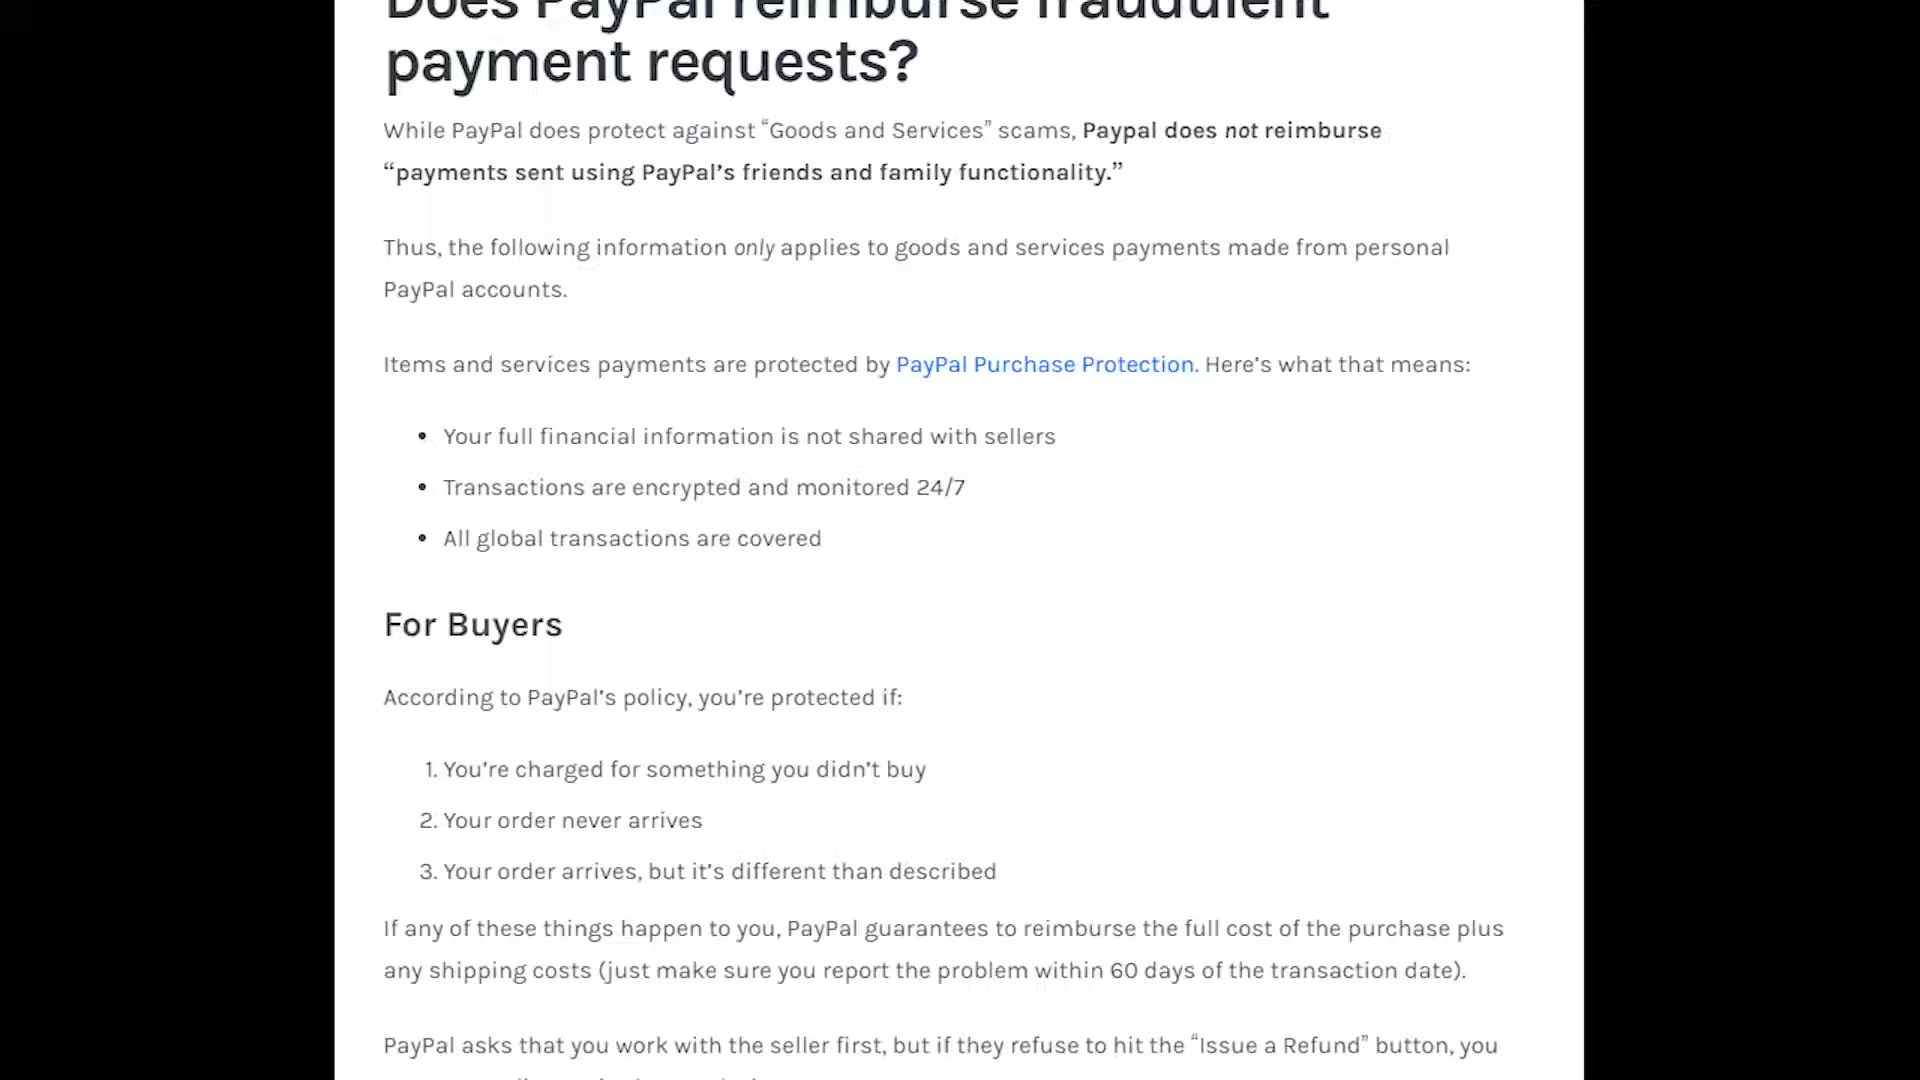 Does PayPal reimburse fraudulent
payment requests?
While PayPal does protect against “Goods and Services” scams, Paypal does not reimburse
“payments sent using PayPal’s friends and family functionality.”
Thus, the following information only applies to goods and services payments made from personal
PayPal accounts.
Items and services payments are protected by PayPal Purchase Protection. Here’s what that means:
• Your full financial information is not shared with sellers
• Transactions are encrypted and monitored 24/7
• All global transactions are covered
For Buyers
According to PayPal’s policy, you’re protected if:
1. You’re charged for something you didn’t buy
2. Your order never arrives
3. Your order arrives, but it’s different than described
If any of these things happen to you, PayPal guarantees to reimburse the full cost of the purchase plus
any shipping costs (just make sure you report the problem within 60 days of the transaction date).
PayPal asks that you work with the seller first, but if they refuse to hit the “Issue a Refund” button, you